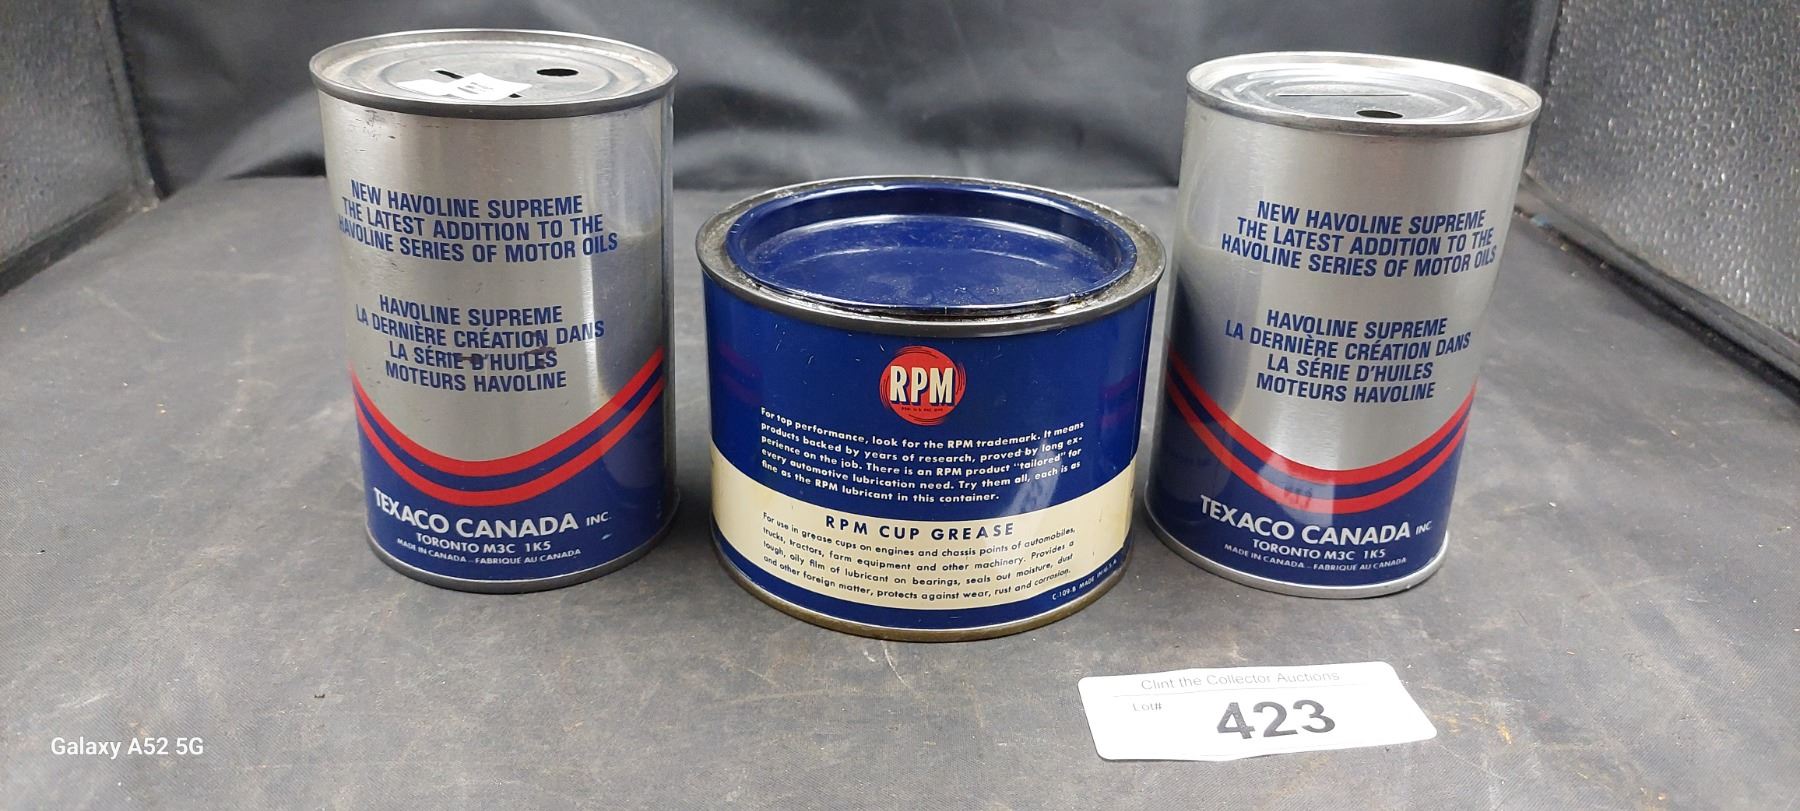 NEW HAVOLINE SUPREME
THE LATEST ADDITION TO THE
HAVOLINE SERIES OF MOTOR OILS
HAVOLINE SUPREME
LA DERNIÈRE CRÉATION DANS
LA SÉRIE D'HUILES
MOTEURS HAVOLINE
TEXACO CANADA INC.
TORONTO M3C 1K5
MADE IN CANADA - FABRIQUÉ AU CANADA
RPM
For top performance, look for the RPM trademark. It means
products backed by years of research, proved by long ex-
perience on the job. There is an RPM product "tailored" for
every automotive lubrication need. Try them all, each is as
fine as the RPM lubricant in this container.
RPM CUP GREASE
For use in grease cups on engines and chassis points of automobiles,
trucks, tractors, farm equipment and other machinery. Provides a
tough, oily film of lubricant on bearings, seals out moisture, dust
and other foreign matter, protects against wear, rust and corrosion.
C-109-B MADE IN U.S.A.
NEW HAVOLINE SUPREME
THE LATEST ADDITION TO THE
HAVOLINE SERIES OF MOTOR OILS
HAVOLINE SUPREME
LA DERNIÈRE CRÉATION DANS
LA SÉRIE D'HUILES
MOTEURS HAVOLINE
TEXACO CANADA INC.
TORONTO M3C 1K5
MADE IN CANADA - FABRIQUÉ AU CANADA
Clint the Collector Auctions
Lot# 423
Galaxy A52 5G